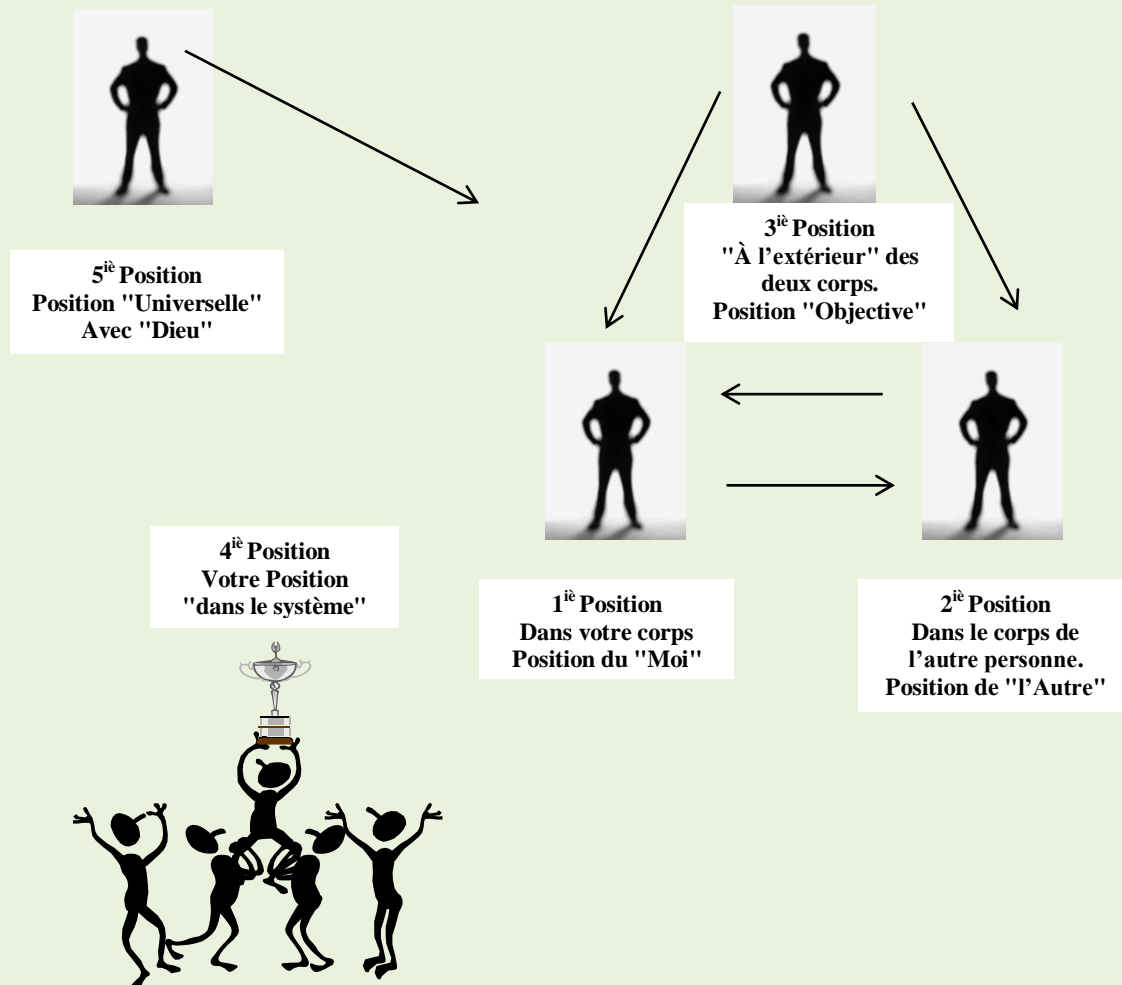 5iè Position
Position "Universelle"
Avec "Dieu"
3iè Position
"À l’extérieur" des
deux corps.
Position "Objective"
4iè Position
Votre Position
"dans le système"
1iè Position
Dans votre corps
Position du "Moi"
2iè Position
Dans le corps de
l’autre personne.
Position de "l’Autre"